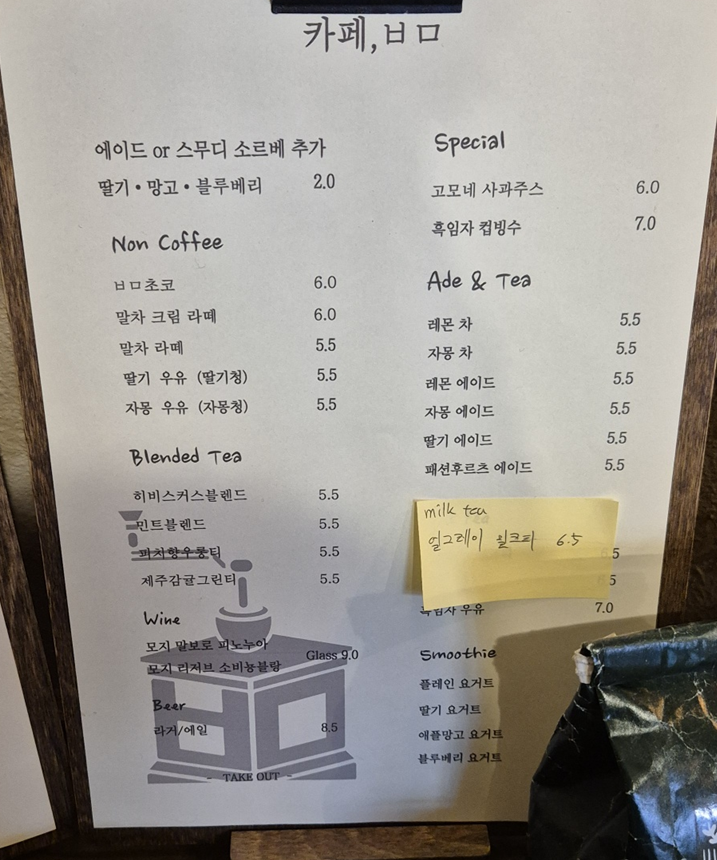 카페,ㅂㅁ
에이드 or 스무디 소르베 추가
딸기 • 망고 • 블루베리 2.0
Non Coffee
ㅂㅁ초코 6.0
말차 크림 라떼 6.0
말차 라떼 5.5
딸기 우유 (딸기청) 5.5
자몽 우유 (자몽청) 5.5
Blended Tea
히비스커스블렌드 5.5
민트블렌드 5.5
피치향우롱티 5.5
제주감귤그린티 5.5
Wine
모지 말보로 피노누아
모지 리저브 소비뇽블랑 Glass 9.0
Beer
라거/에일 8.5
- TAKE OUT -
Special
고모네 사과주스 6.0
흑임자 컵빙수 7.0
Ade & Tea
레몬 차 5.5
자몽 차 5.5
레몬 에이드 5.5
자몽 에이드 5.5
딸기 에이드 5.5
패션후르츠 에이드 5.5
milk tea
얼그레이 밀크티 6.5
흑임자 우유 7.0
Smoothie
플레인 요거트
딸기 요거트
애플망고 요거트
블루베리 요거트